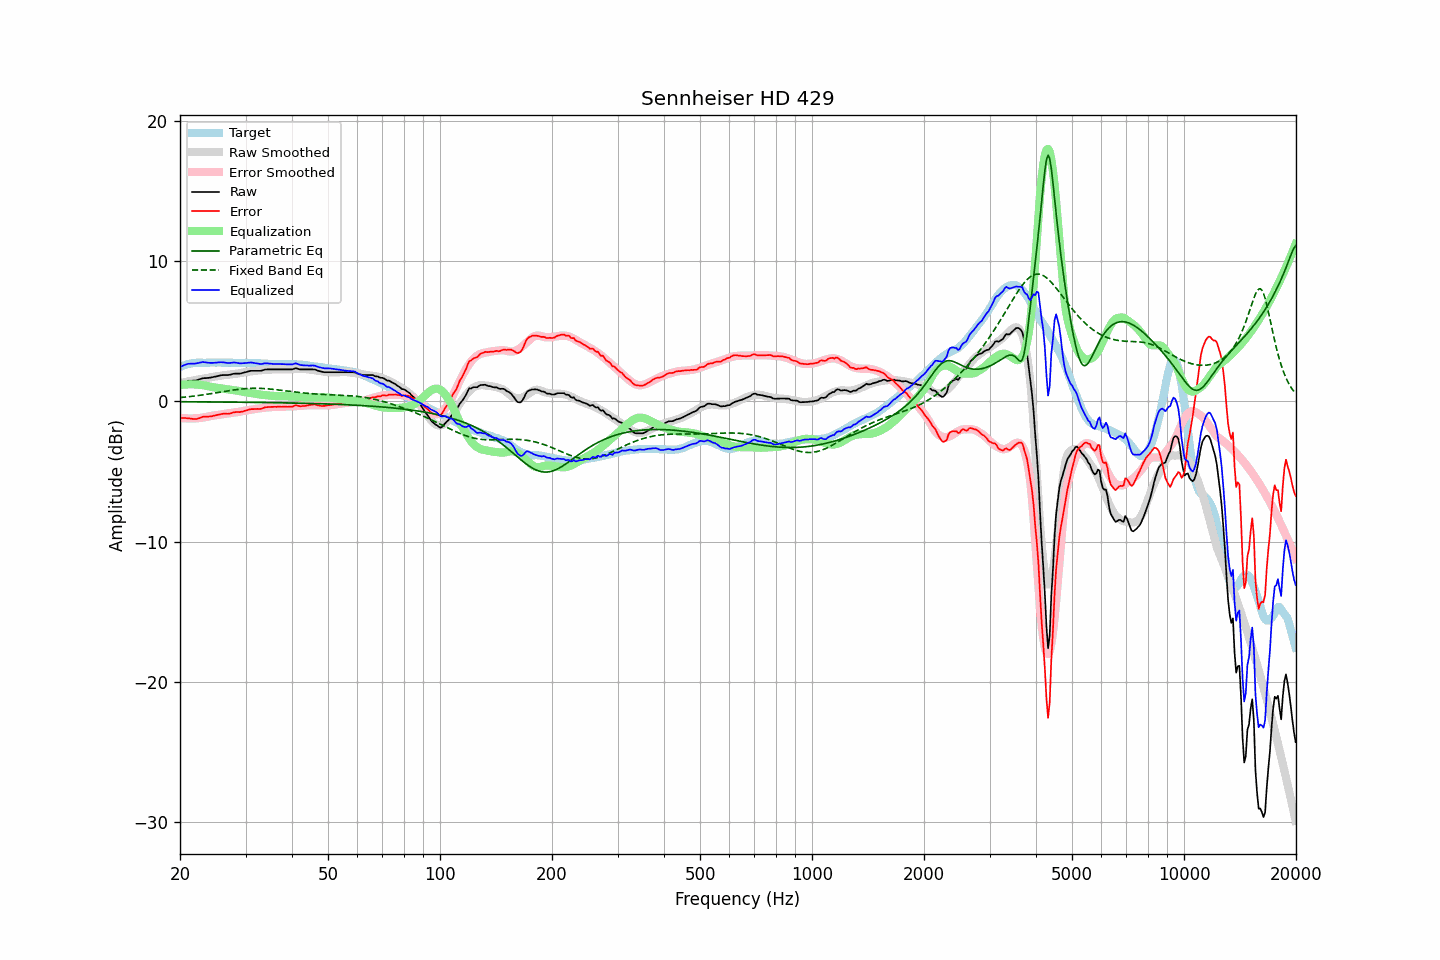 Sennheiser HD 429
Target
Raw Smoothed
Error Smoothed
Raw
Error
Equalization
Parametric Eq
Fixed Band Eq
Equalized
20
10
0
−10
−20
−30
Amplitude (dBr)
20 50 100 200 500 1000 2000 5000 10000 20000
Frequency (Hz)